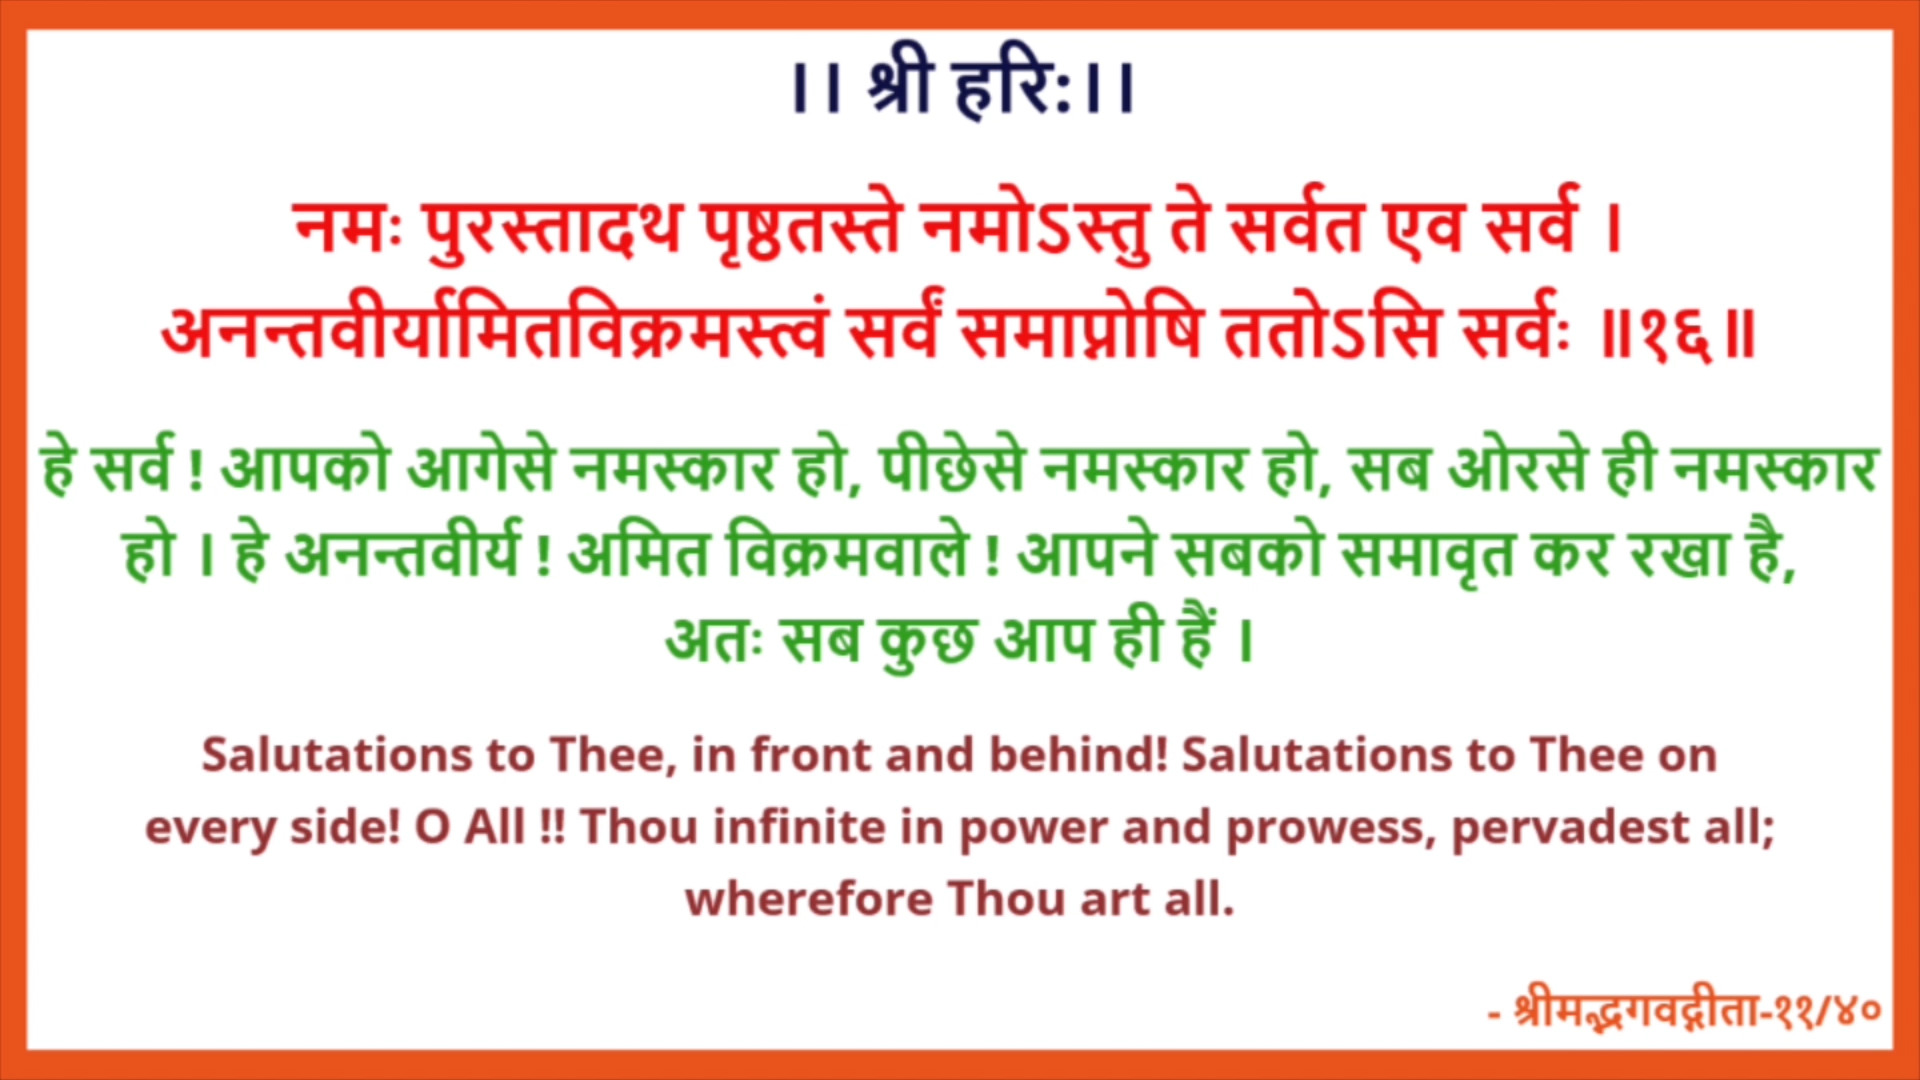 ।। श्री हरि:।।
नमः पुरस्तादथ पृष्ठतस्ते नमोऽस्तु ते सर्वत एव सर्व ।
अनन्तवीर्यामितविक्रमस्त्वं सर्वं समाप्नोषि ततोऽसि सर्वः ॥१६॥
हे सर्व ! आपको आगेसे नमस्कार हो, पीछेसे नमस्कार हो, सब ओरसे ही नमस्कार
हो । हे अनन्तवीर्य ! अमित विक्रमवाले ! आपने सबको समावृत कर रखा है,
अतः सब कुछ आप ही हैं ।
Salutations to Thee, in front and behind! Salutations to Thee on
every side! O All !! Thou infinite in power and prowess, pervadest all;
wherefore Thou art all.
- श्रीमद्भगवद्गीता-११/४०